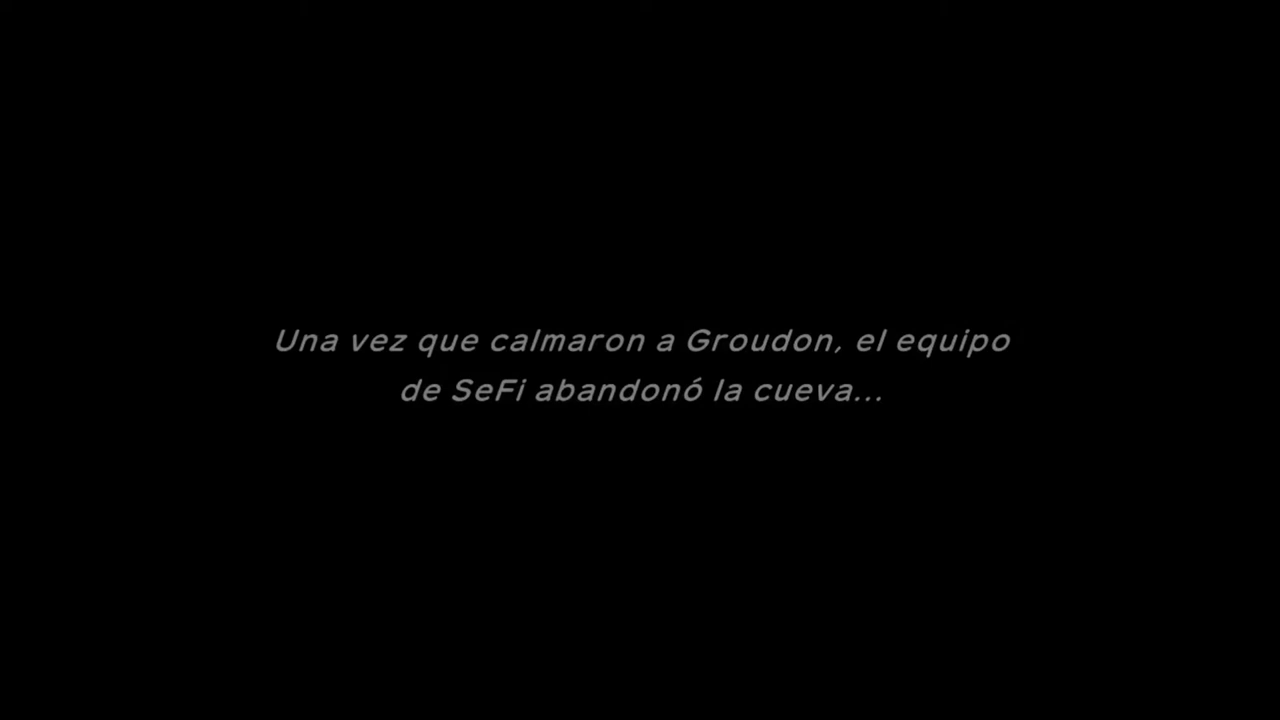 Una vez que calmaron a Groudon, el equipo
de SeFi abandonó la cueva...